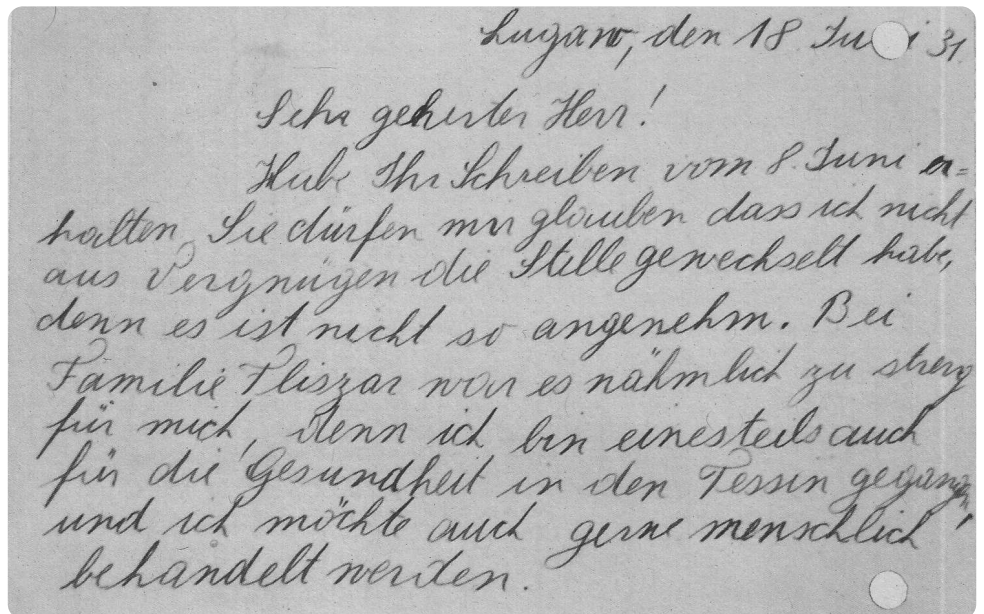 Lugano, den 18. Juni 31.
Sehr geehrter Herr!
Habe Ihr Schreiben vom 8. Juni er=
halten, Sie dürfen mir glauben dass ich nicht
aus Vergnügen die Stelle gewechselt habe,
denn es ist nicht so angenehm. Bei
Familie Fliszar war es nähmlich zu streng
für mich, denn ich bin einesteils auch
für die Gesundheit in den Tessin gegangen,
und ich möchte auch gerne menschlich
behandelt werden.